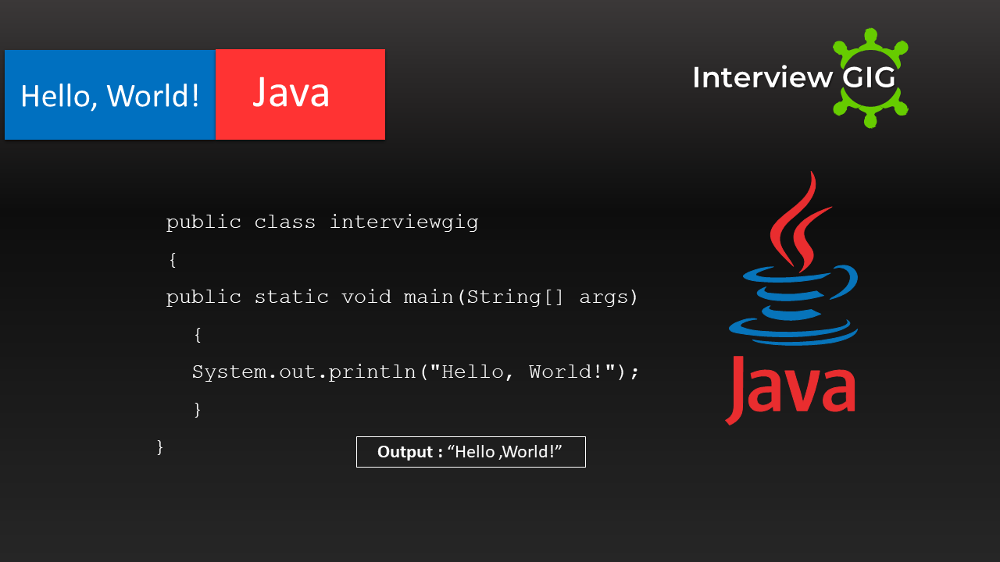 Hello, World!
Java
Interview GIG
public class interviewgig
{
public static void main(String[] args)
{
System.out.println("Hello, World!");
}
}
Output : “Hello ,World!”
Java